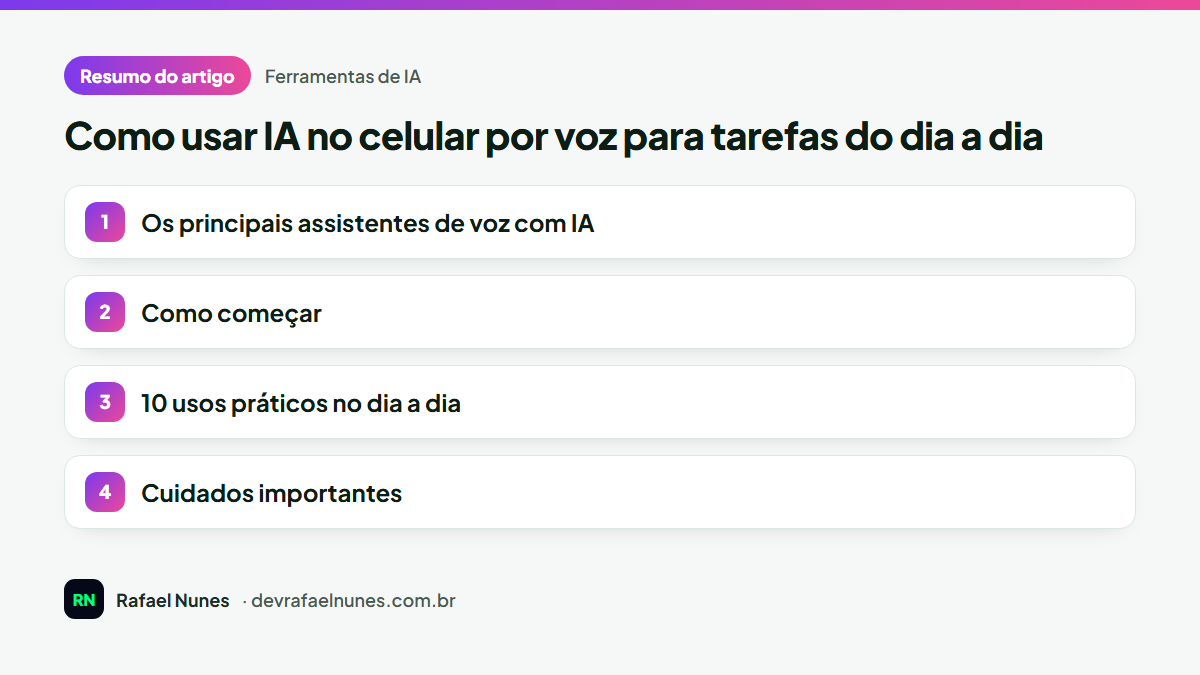 Resumo do artigo Ferramentas de IA
Como usar IA no celular por voz para tarefas do dia a dia
1 Os principais assistentes de voz com IA
2 Como começar
3 10 usos práticos no dia a dia
4 Cuidados importantes
RN Rafael Nunes · devrafaelnunes.com.br